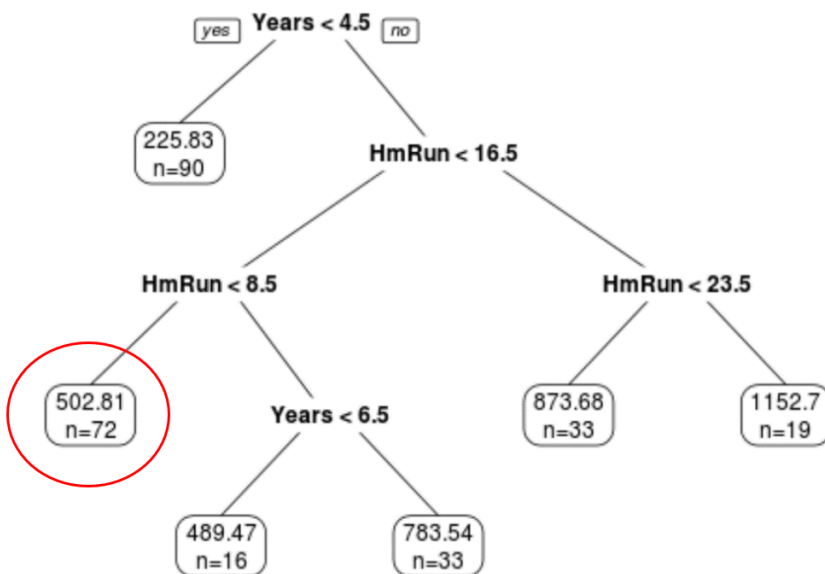 yes Years < 4.5 no
225.83
n=90
HmRun < 16.5
HmRun < 8.5
HmRun < 23.5
502.81
n=72
Years < 6.5
873.68
n=33
1152.7
n=19
489.47
n=16
783.54
n=33